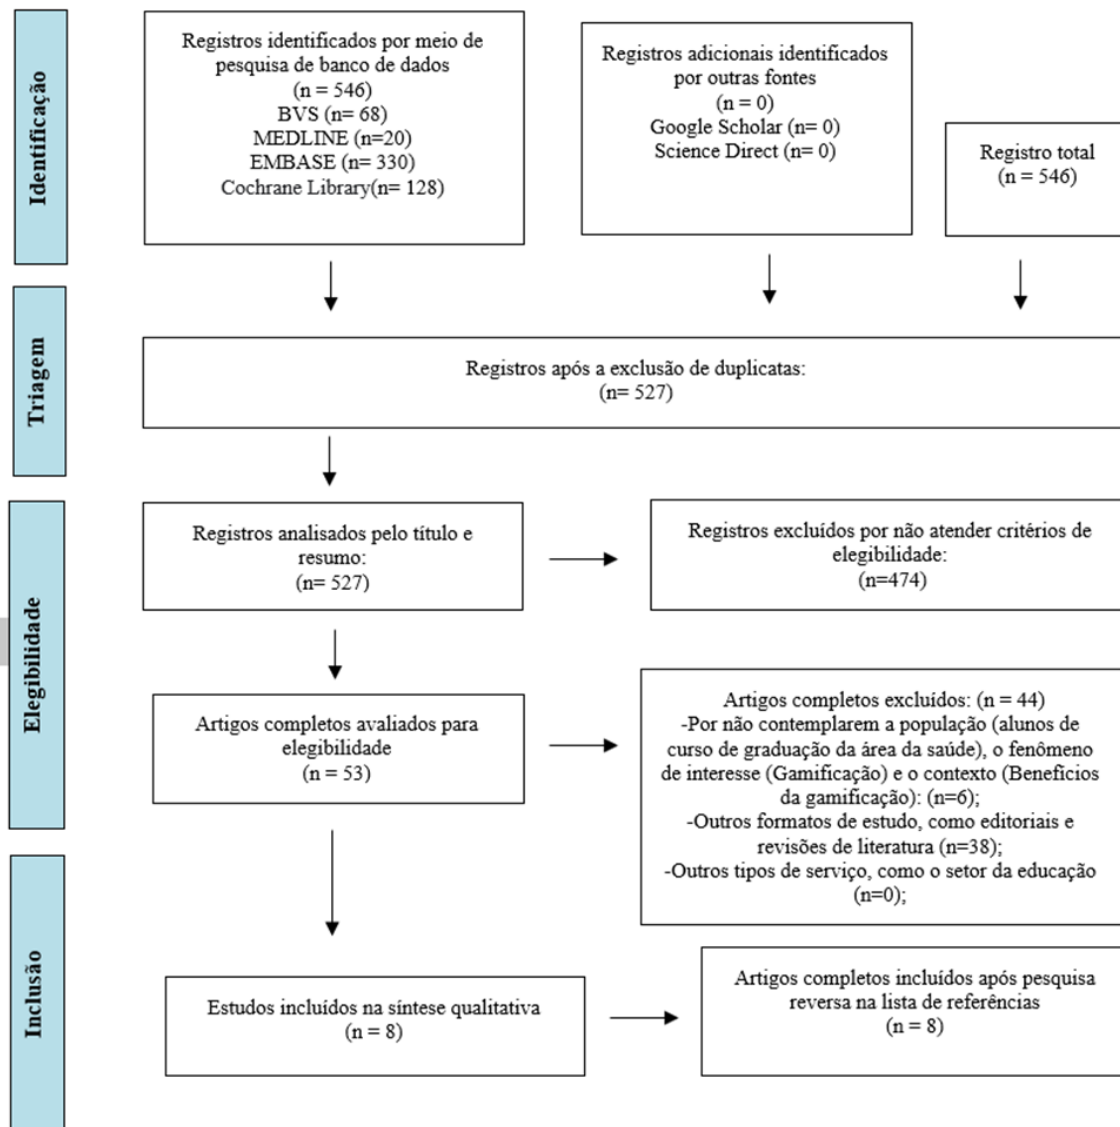 Identificação
Registros identificados por meio de
pesquisa de banco de dados
(n = 546)
BVS (n= 68)
MEDLINE (n=20)
EMBASE (n = 330)
Cochrane Library(n= 128)
Registros adicionais identificados
por outras fontes
(n = 0)
Google Scholar (n= 0)
Science Direct (n= 0)
Registro total
(n = 546)
Triagem
Registros após a exclusão de duplicatas:
(n= 527)
Elegibilidade
Registros analisados pelo título e
resumo:
(n= 527)
Registros excluídos por não atender critérios de
elegibilidade:
(n=474)
Artigos completos avaliados para
elegibilidade
(n = 53)
Artigos completos excluídos: (n = 44)
-Por não contemplarem a população (alunos de
curso de graduação da área da saúde), o fenômeno
de interesse (Gamificação) e o contexto (Benefícios
da gamificação): (n=6);
-Outros formatos de estudo, como editoriais e
revisões de literatura (n=38);
-Outros tipos de serviço, como o setor da educação
(n=0);
Inclusão
Estudos incluídos na síntese qualitativa
(n = 8)
Artigos completos incluídos após pesquisa
reversa na lista de referências
(n = 8)